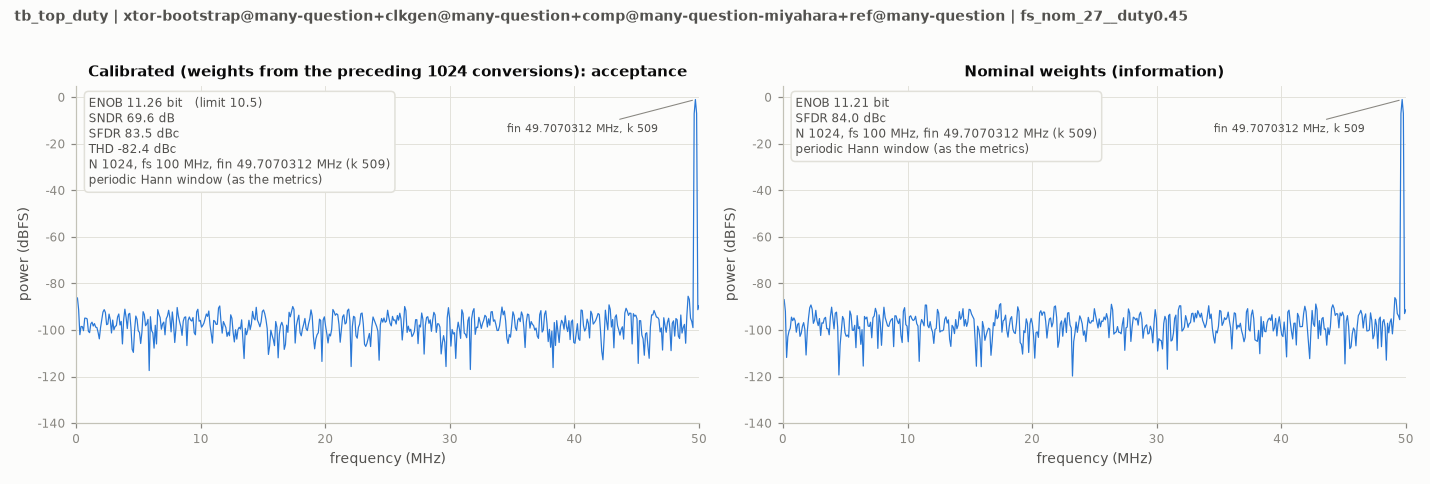 tb_top_duty | xtor-bootstrap@many-question+clkgen@many-question+comp@many-question-miyahara+ref@many-question | fs_nom_27__duty0.45
Calibrated (weights from the preceding 1024 conversions): acceptance
ENOB 11.26 bit   (limit 10.5)
SNDR 69.6 dB
SFDR 83.5 dBc
THD -82.4 dBc
N 1024, fs 100 MHz, fin 49.7070312 MHz (k 509)
periodic Hann window (as the metrics)
fin 49.7070312 MHz, k 509
power (dBFS)
0
-20
-40
-60
-80
-100
-120
-140
0 10 20 30 40 50
frequency (MHz)
Nominal weights (information)
ENOB 11.21 bit
SFDR 84.0 dBc
N 1024, fs 100 MHz, fin 49.7070312 MHz (k 509)
periodic Hann window (as the metrics)
fin 49.7070312 MHz, k 509
power (dBFS)
0
-20
-40
-60
-80
-100
-120
-140
0 10 20 30 40 50
frequency (MHz)